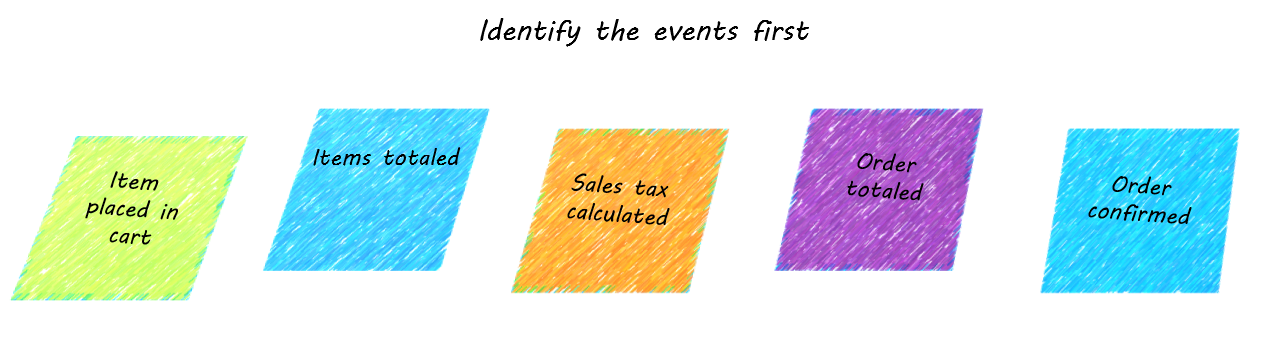 Identify the events first
Item
placed in
cart
Items totaled
Sales tax
calculated
Order
totaled
Order
confirmed